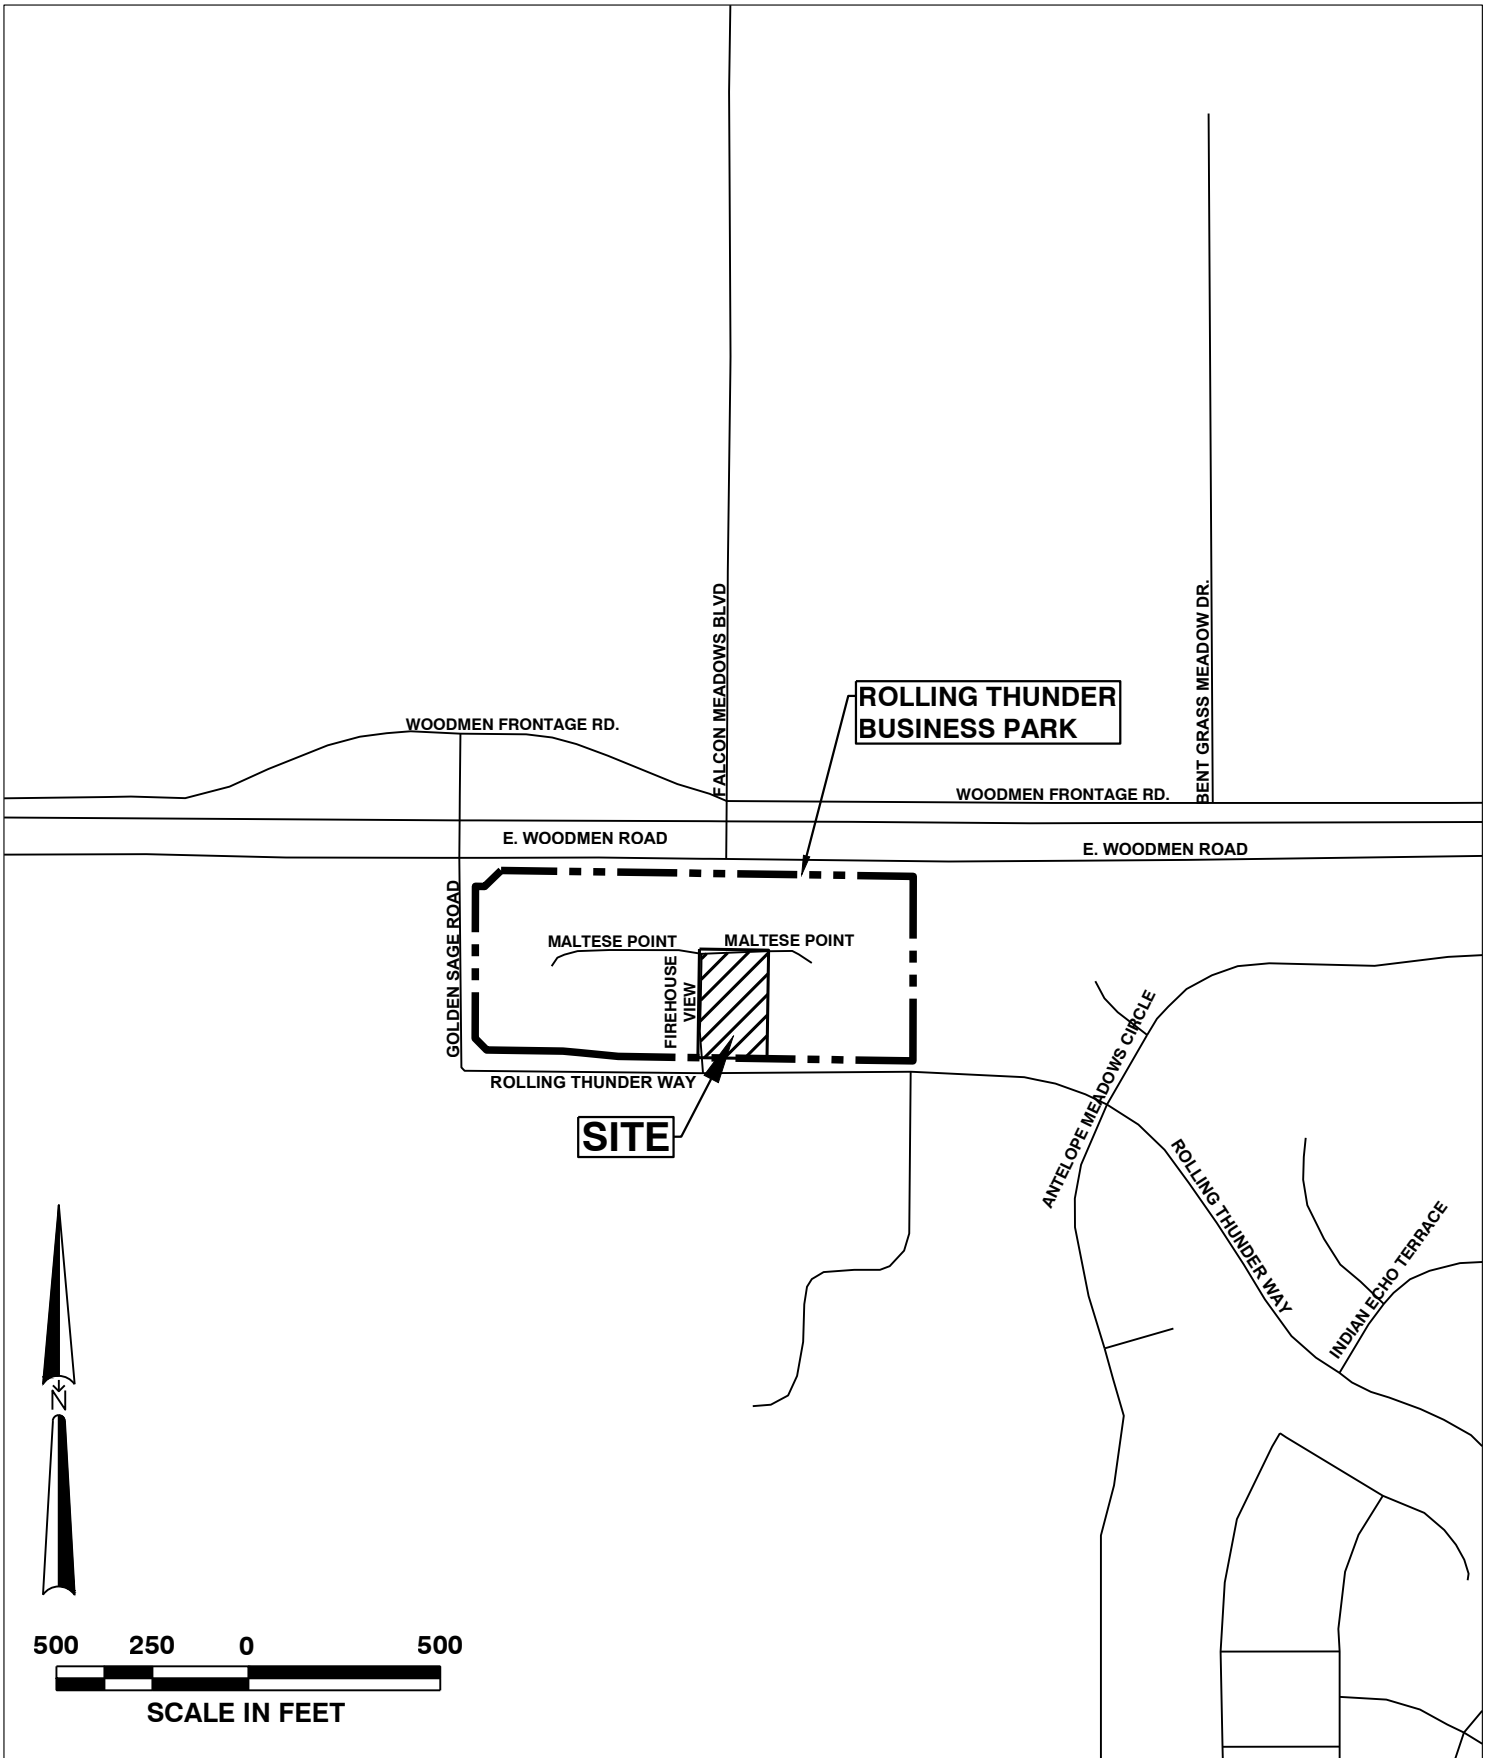 FALCON MEADOWS BLVD
BENT GRASS MEADOW DR.
ROLLING THUNDER
BUSINESS PARK
WOODMEN FRONTAGE RD.
WOODMEN FRONTAGE RD.
E. WOODMEN ROAD
E. WOODMEN ROAD
GOLDEN SAGE ROAD
MALTESE POINT
MALTESE POINT
FIREHOUSE
VIEW
ROLLING THUNDER WAY
SITE
ANTELOPE MEADOWS CIRCLE
ROLLING THUNDER WAY
INDIAN ECHO TERRACE
N
500 250 0 500
SCALE IN FEET